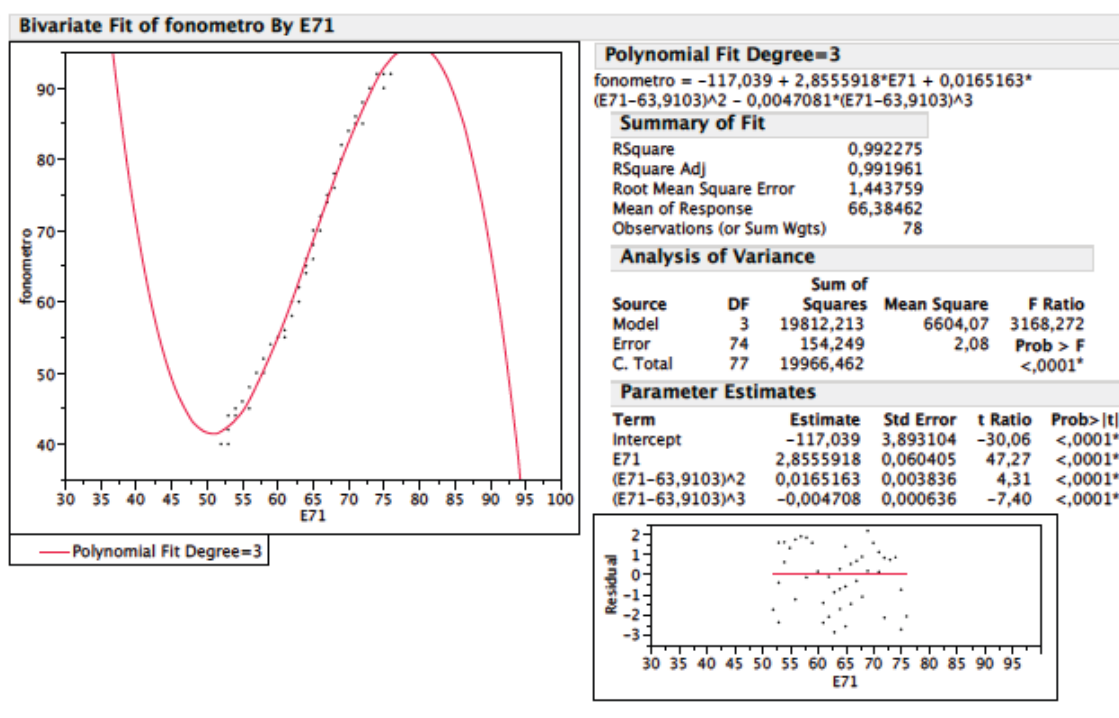 Bivariate Fit of fonometro By E71
90
80
70
60
50
40
fonometro
30 35 40 45 50 55 60 65 70 75 80 85 90 95 100
E71
Polynomial Fit Degree=3
Polynomial Fit Degree=3
fonometro = -117,039 + 2,8555918*E71 + 0,0165163*
(E71-63,9103)^2 - 0,0047081*(E71-63,9103)^3
Summary of Fit
RSquare 0,992275
RSquare Adj 0,991961
Root Mean Square Error 1,443759
Mean of Response 66,38462
Observations (or Sum Wgts) 78
Analysis of Variance
Sum of
Source DF Squares Mean Square F Ratio
Model 3 19812,213 6604,07 3168,272
Error 74 154,249 2,08 Prob > F
C. Total 77 19966,462 <,0001*
Parameter Estimates
Term Estimate Std Error t Ratio Prob>|t|
Intercept -117,039 3,893104 -30,06 <,0001*
E71 2,8555918 0,060405 47,27 <,0001*
(E71-63,9103)^2 0,0165163 0,003836 4,31 <,0001*
(E71-63,9103)^3 -0,004708 0,000636 -7,40 <,0001*
2
1
0
-1
-2
-3
Residual
30 35 40 45 50 55 60 65 70 75 80 85 90 95
E71